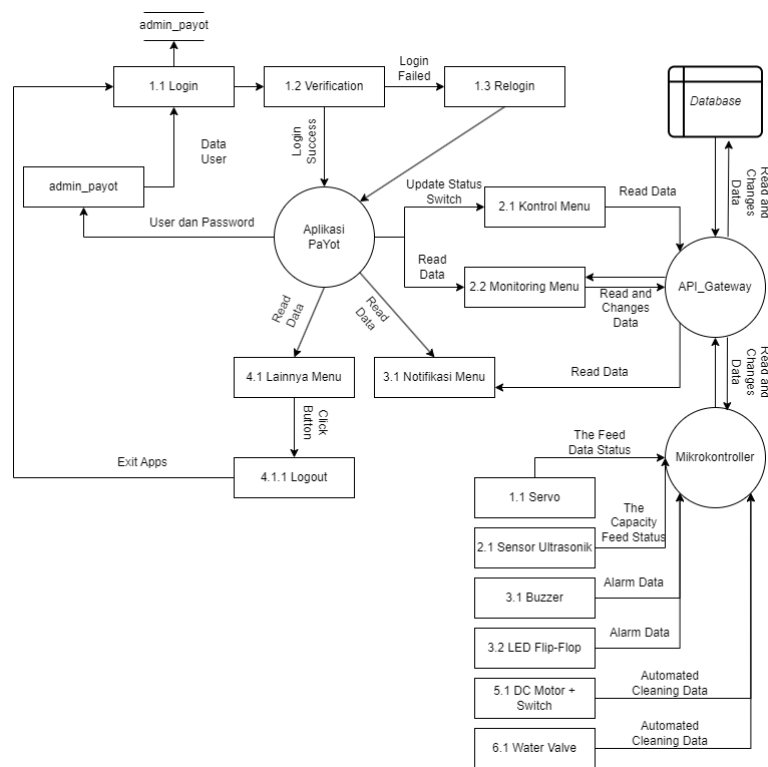 admin_payot
1.1 Login
1.2 Verification
Login
Failed
1.3 Relogin
Database
Data
User
Login
Success
Read and
Changes
Data
admin_payot
User dan Password
Aplikasi
PaYot
Update Status
Switch
2.1 Kontrol Menu
Read Data
Read
Data
2.2 Monitoring Menu
Read and
Changes
Data
API_Gateway
Read
Data
Read
Data
4.1 Lainnya Menu
3.1 Notifikasi Menu
Read Data
Read and
Changes
Data
Click
Button
Exit Apps
4.1.1 Logout
The Feed
Data Status
Mikrokontroller
1.1 Servo
The
Capacity
Feed Status
2.1 Sensor Ultrasonik
3.1 Buzzer
Alarm Data
3.2 LED Flip-Flop
Alarm Data
5.1 DC Motor +
Switch
Automated
Cleaning Data
6.1 Water Valve
Automated
Cleaning Data